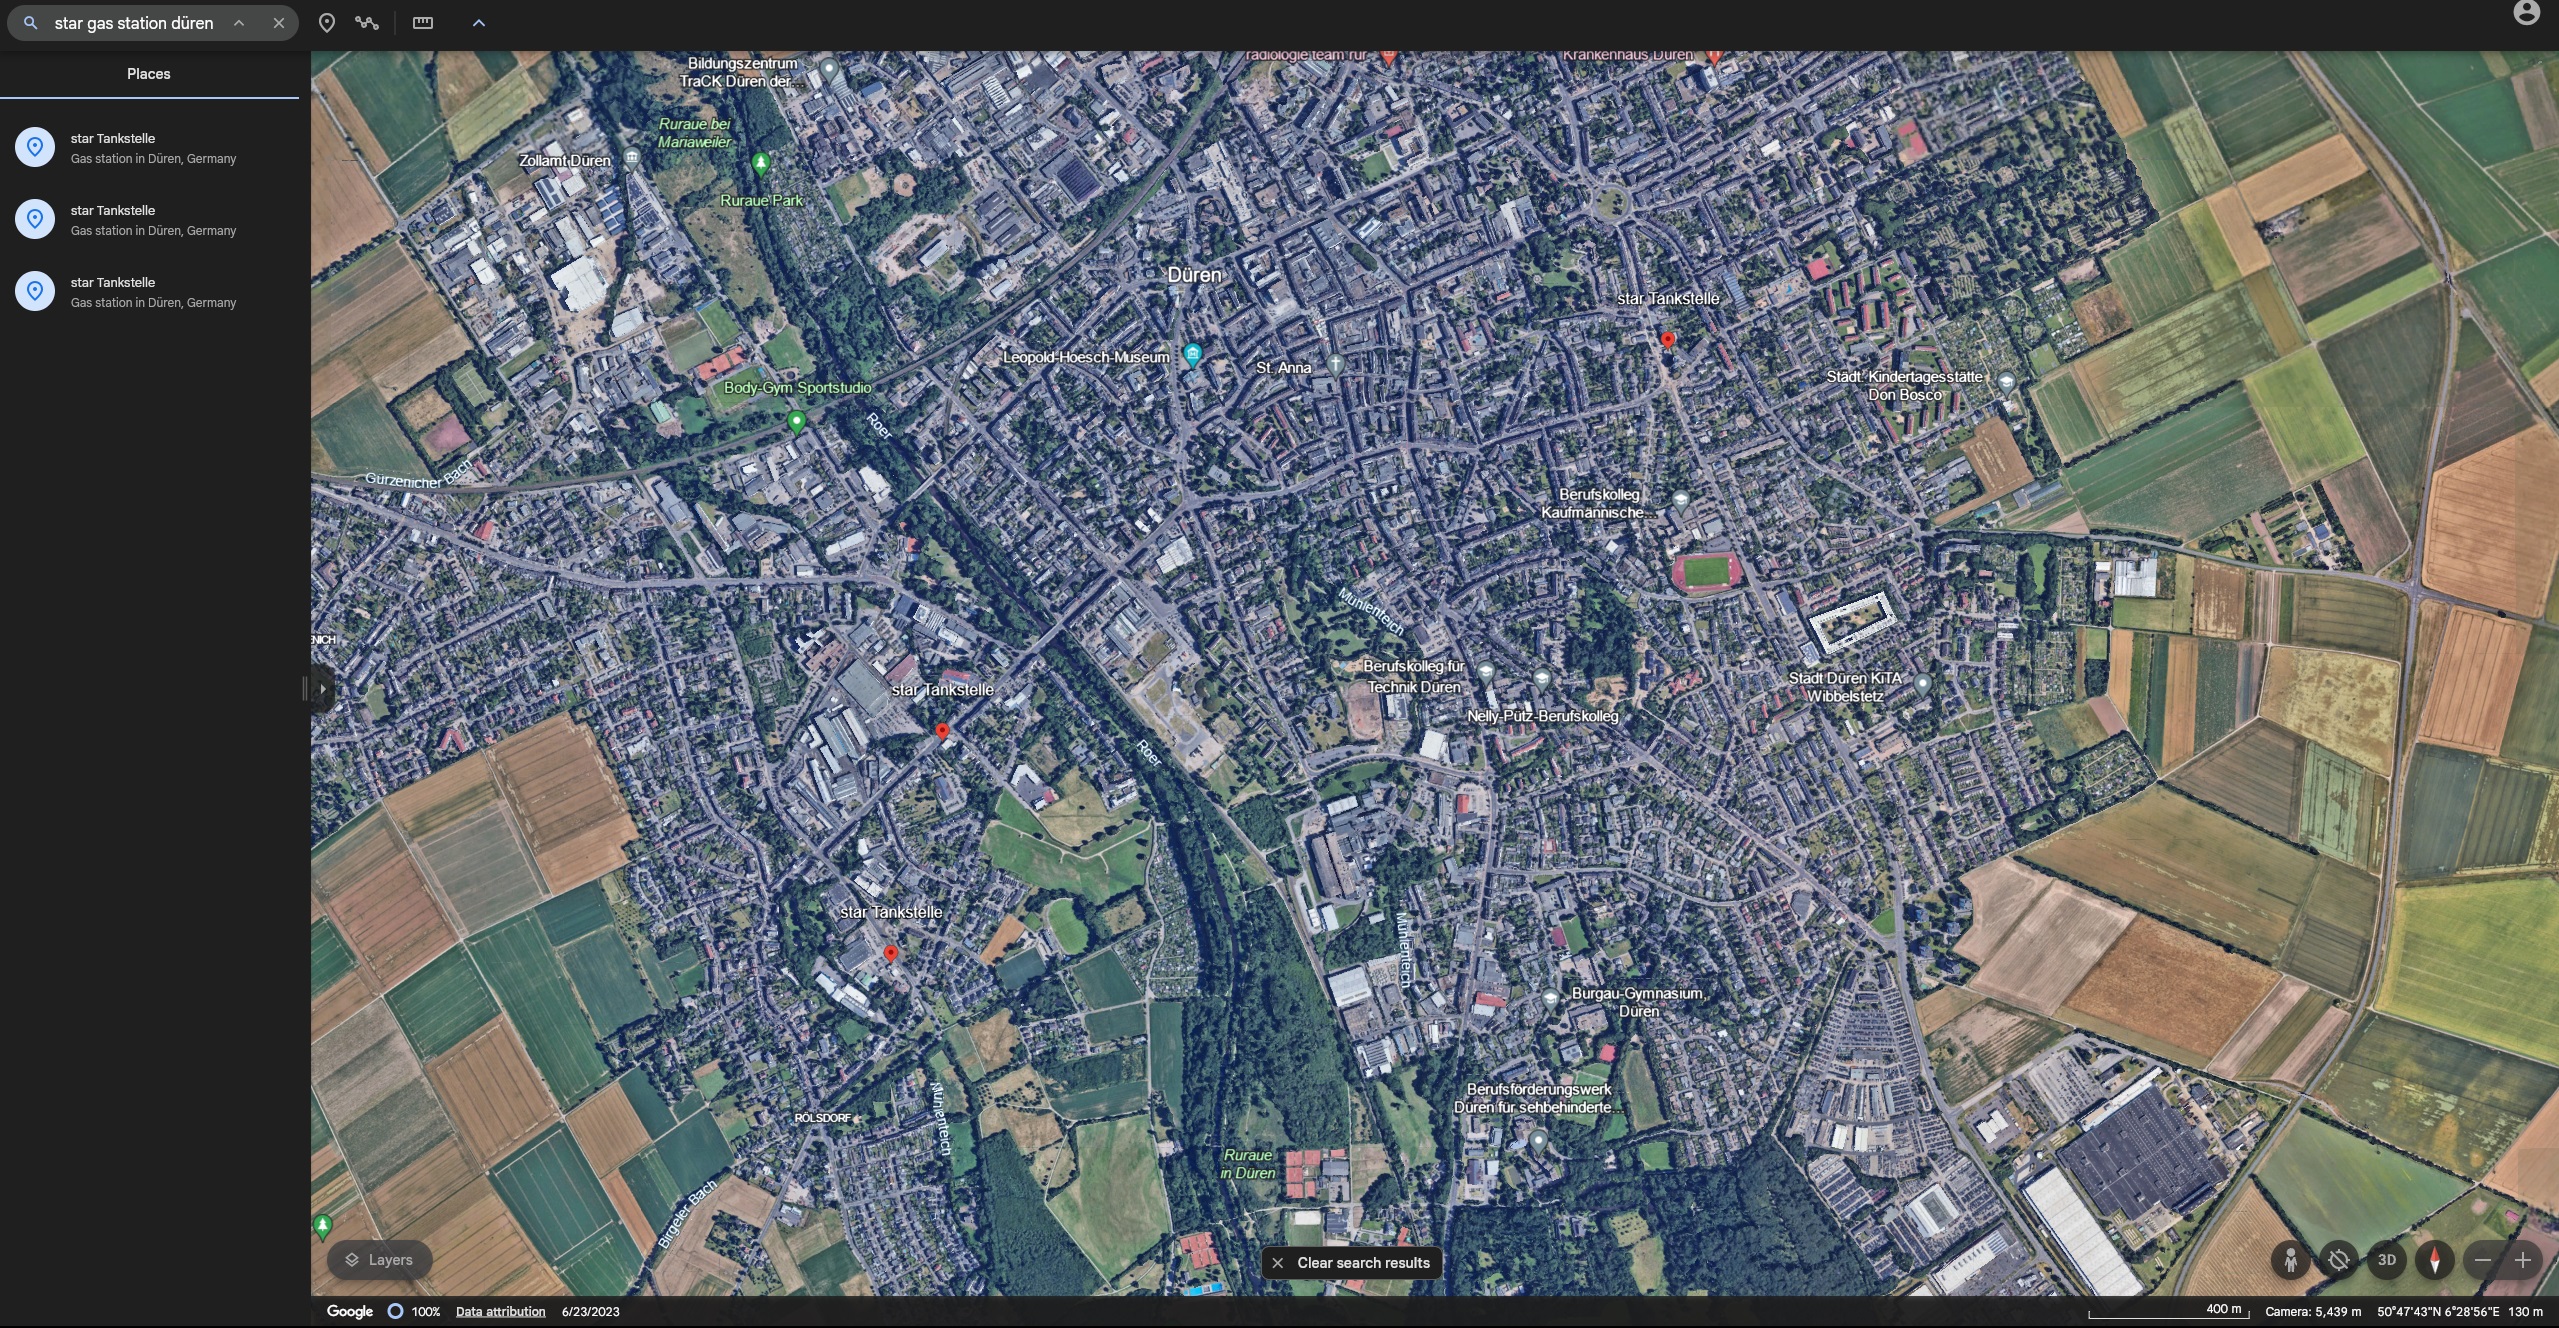 star gas station düren
Places
star Tankstelle
Gas station in Düren, Germany
star Tankstelle
Gas station in Düren, Germany
star Tankstelle
Gas station in Düren, Germany
radiologie team rur
Krankenhaus Düren
Bildungszentrum
TraCK Düren der...
Ruraue bei
Mariaweiler
Zollamt Düren
Ruraue Park
Düren
star Tankstelle
Leopold-Hoesch-Museum
St. Anna
Städt. Kindertagesstätte
Don Bosco
Body-Gym Sportstudio
Roer
Gürzenicher Bach
Berufskolleg
Kaufmännische...
Mühlenteich
NICH
Berufskolleg für
Technik Düren
Stadt Düren KiTA
Wibbelstetz
star Tankstelle
Nelly-Pütz-Berufskolleg
Roer
star Tankstelle
Mühlenteich
Burgau-Gymnasium,
Düren
Berufsförderungswerk
Düren für sehbehinderte...
RÖLSDORF
Mühlenteich
Ruraue
in Düren
Birgeler Bach
Layers
Clear search results
3D
Google
100%
Data attribution
6/23/2023
400 m
Camera: 5,439 m
50°47'43"N 6°28'56"E
130 m